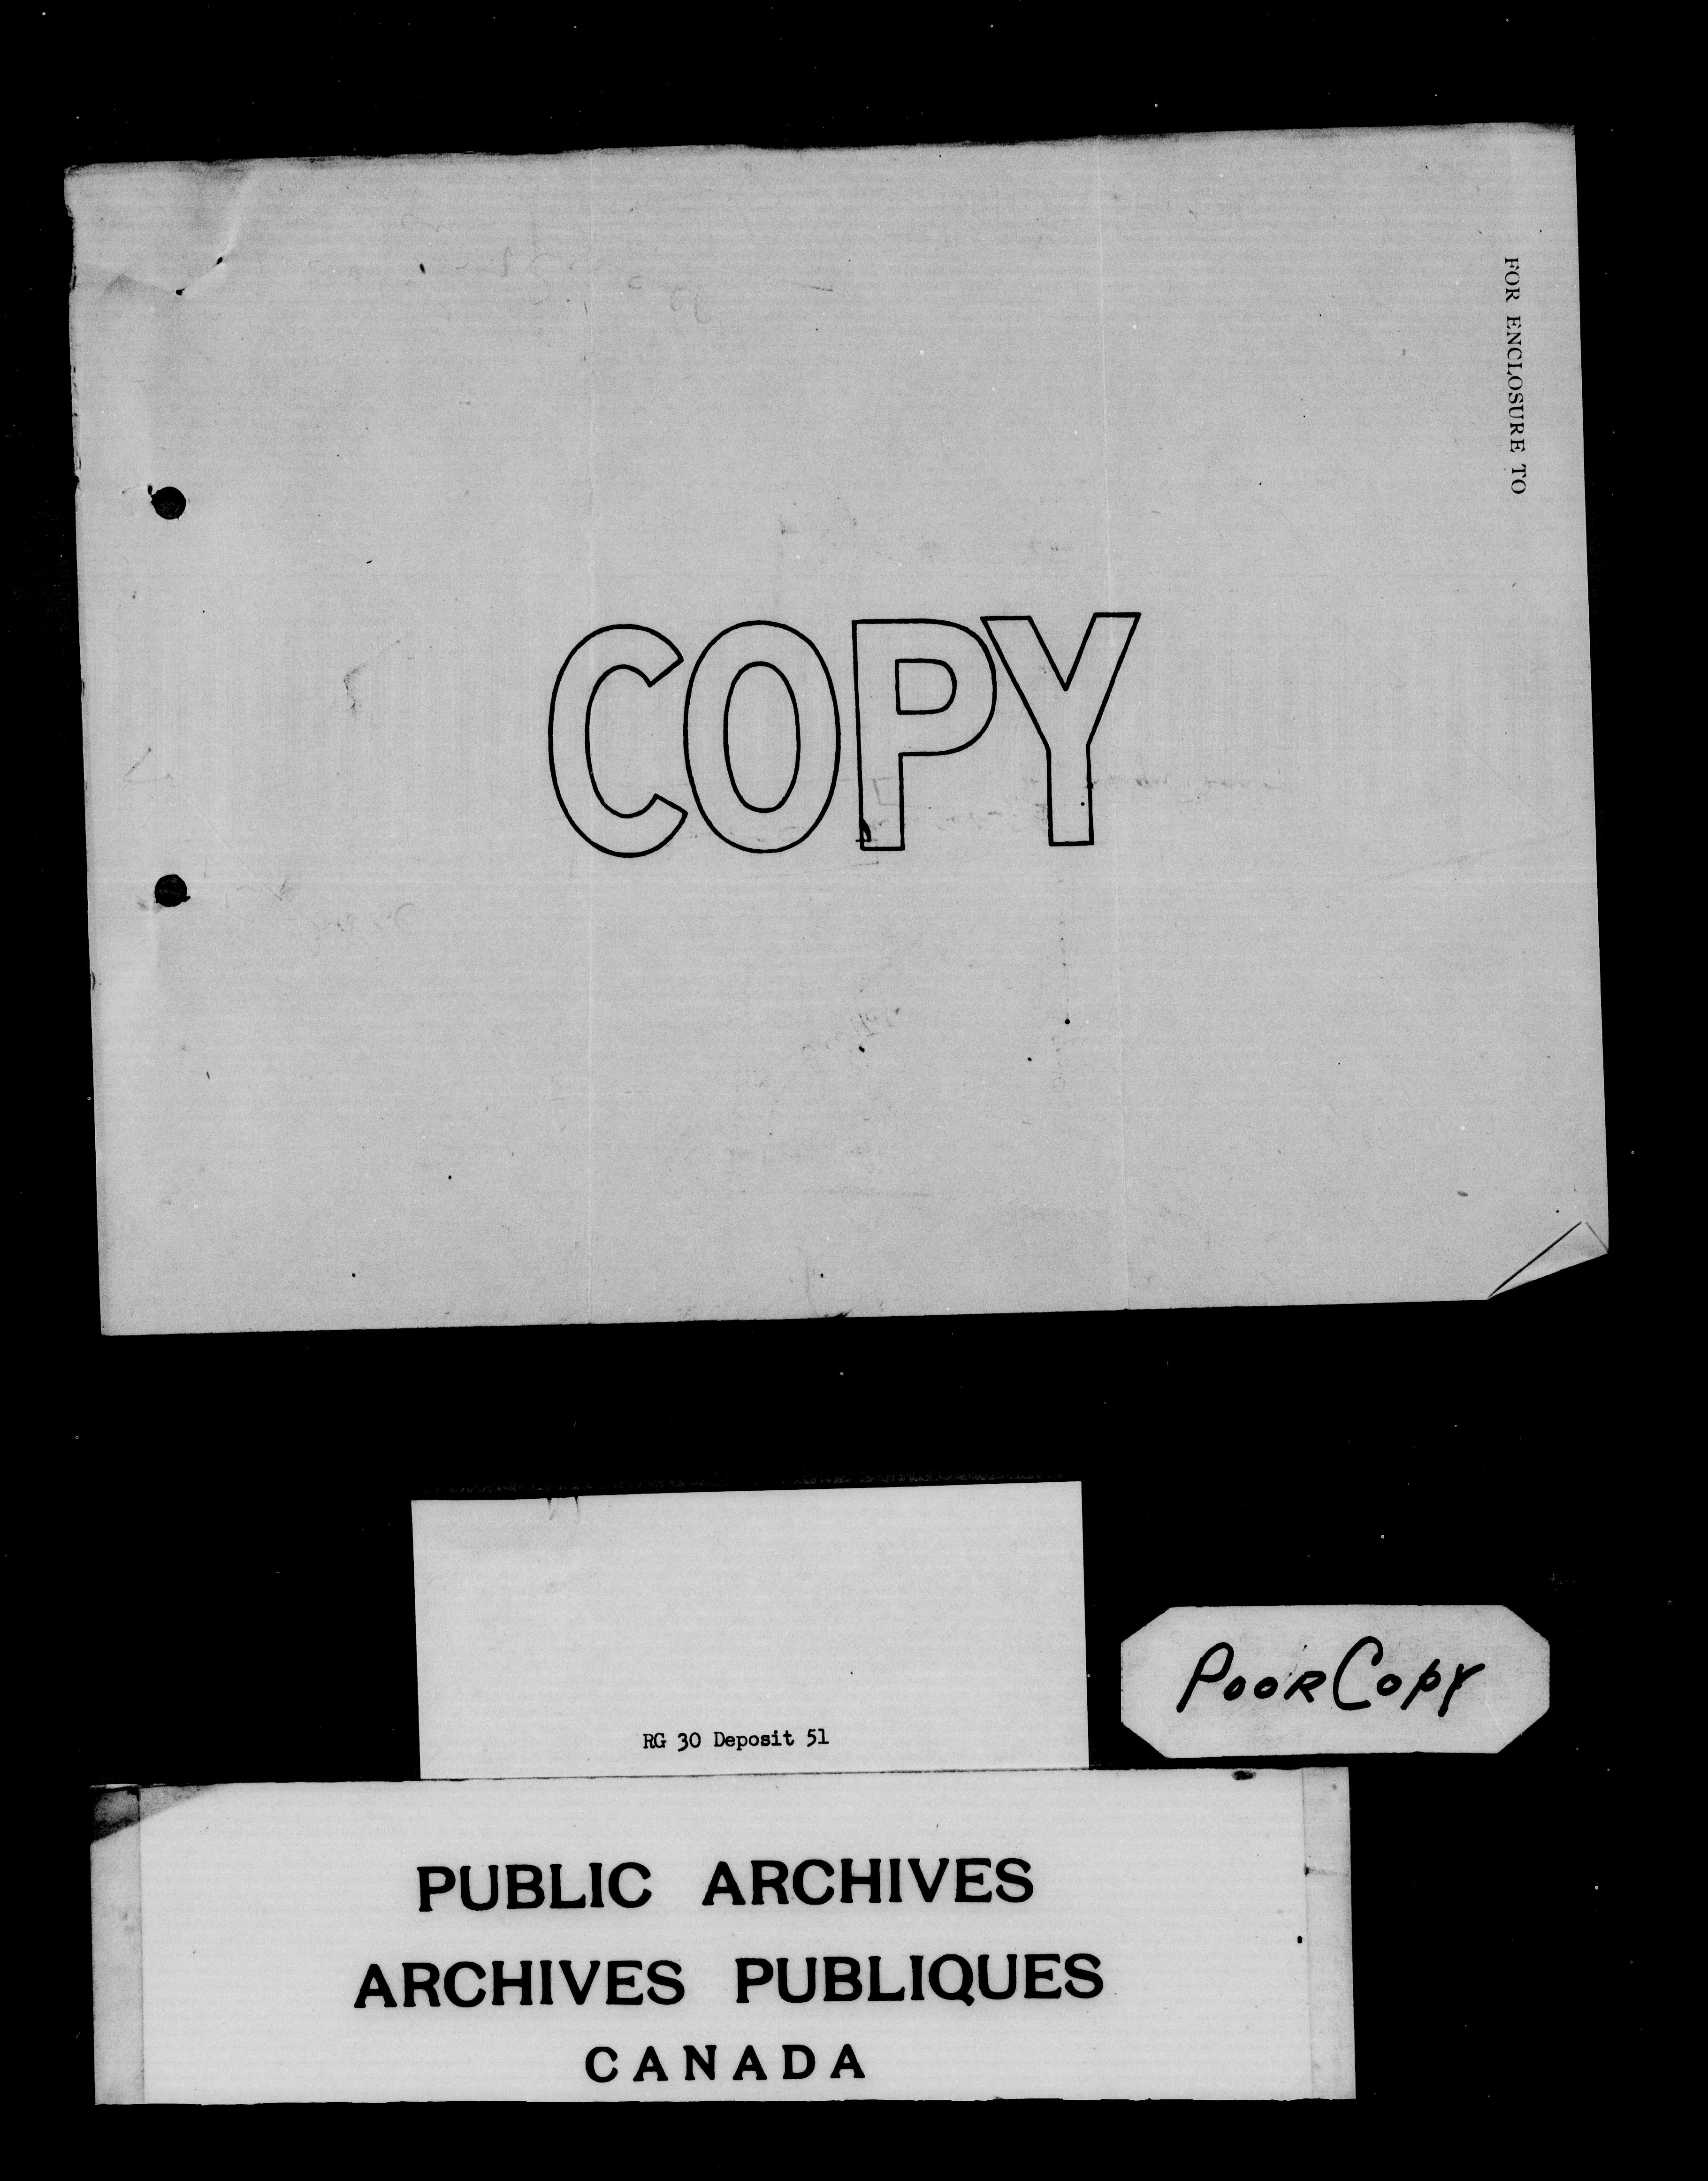 FOR ENCLOSURE TO
COPY
RG 30 Deposit 51
POOR COPY
PUBLIC ARCHIVES
ARCHIVES PUBLIQUES
CANADA